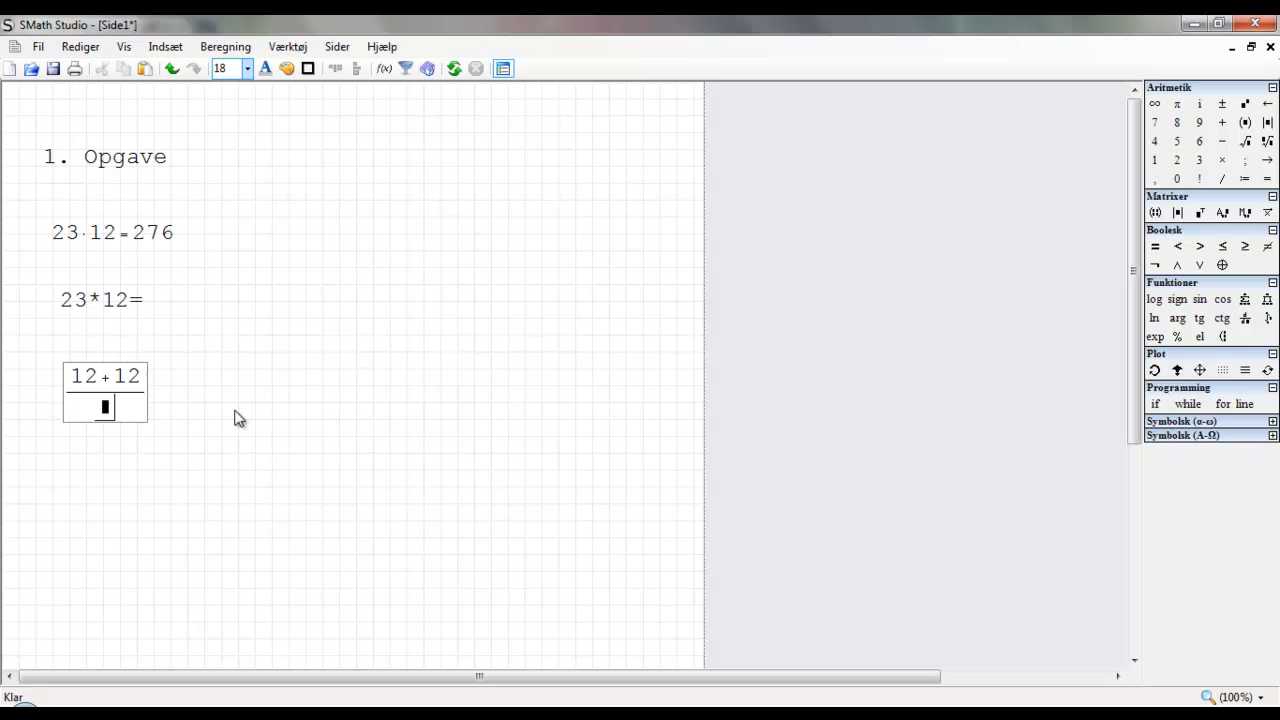 SMath Studio - [Side1*]
Fil Rediger Vis Indsæt Beregning Værktøj Sider Hjælp
18 A f(x)
1. Opgave
23·12=276
23*12=
12+12
Aritmetik
∞ π i ± ←
7 8 9 +
4 5 6 −
1 2 3 × ; →
, 0 ! / := =
Matrixer
Boolesk
= < > ≤ ≥ ≠
¬ ∧ ∨ ⊕
Funktioner
log sign sin cos
ln arg tg ctg
exp % el
Plot
Programming
if while for line
Symbolsk (α-ω)
Symbolsk (Α-Ω)
Klar (100%)